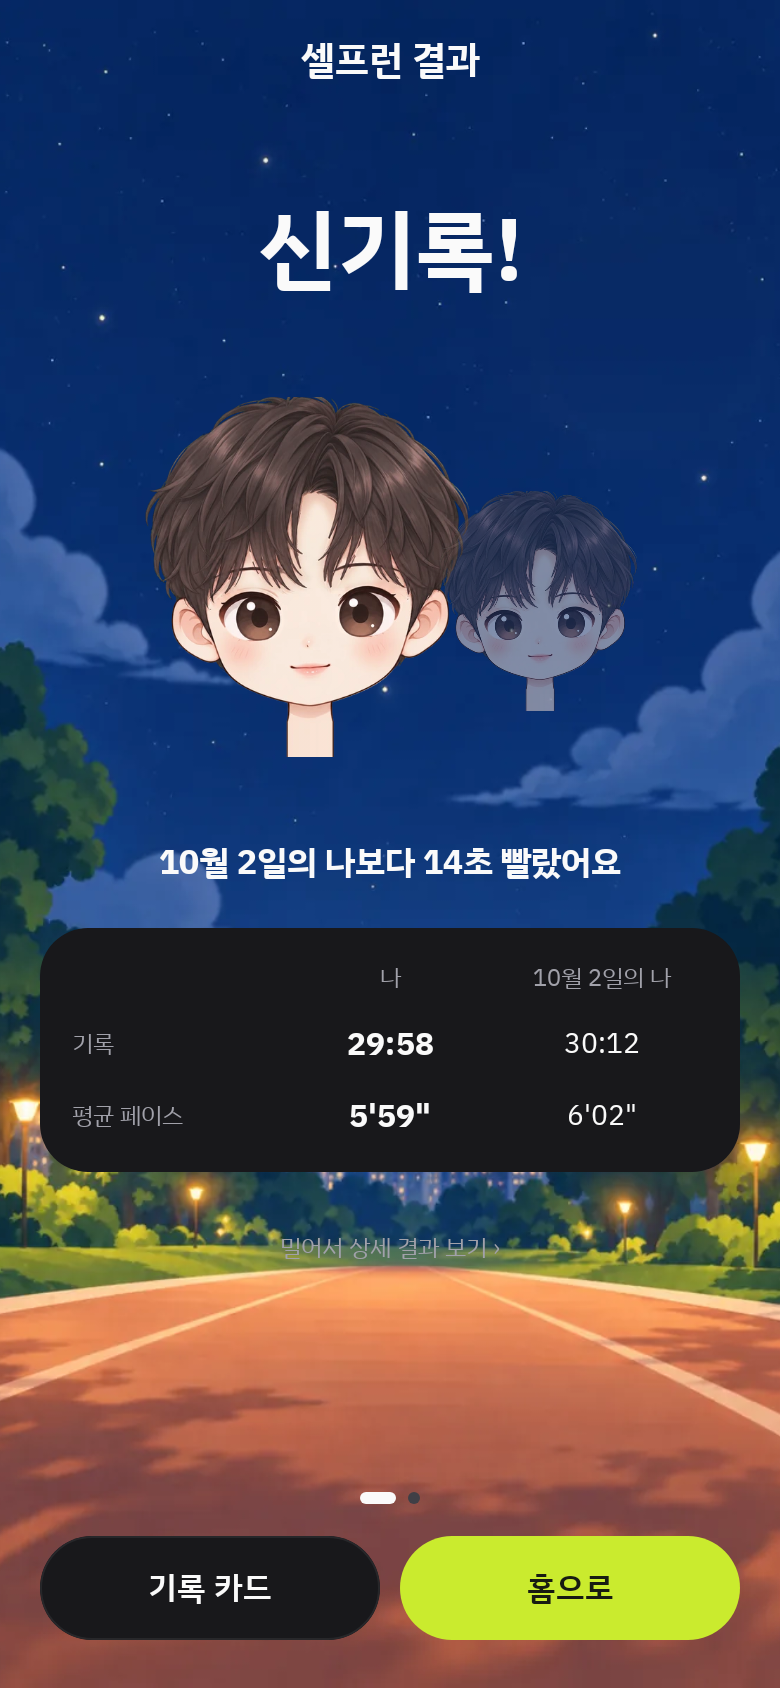 셀프런 결과
신기록!
10월 2일의 나보다 14초 빨랐어요
나 10월 2일의 나
기록 29:58 30:12
평균 페이스 5'59" 6'02"
밀어서 상세 결과 보기 ›
기록 카드 홈으로